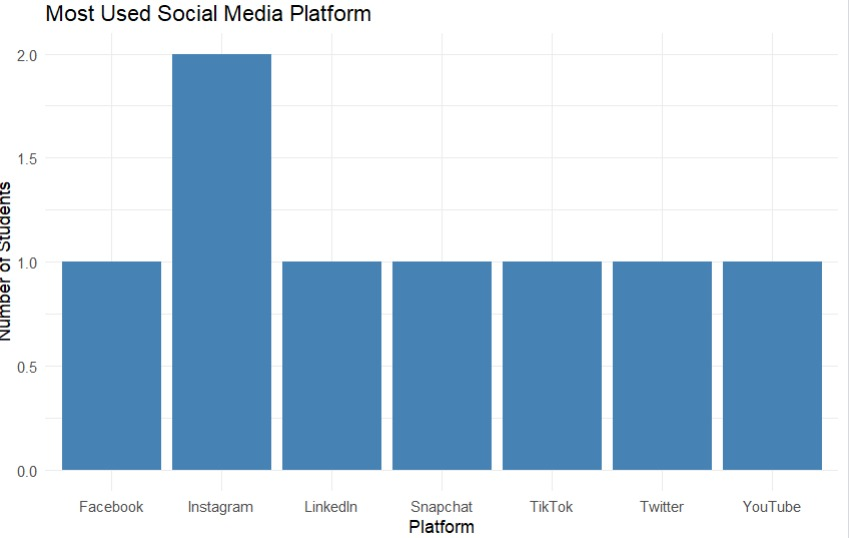 Most Used Social Media Platform
2.0
1.5
1.0
0.5
0.0
Number of Students
Facebook Instagram LinkedIn Snapchat TikTok Twitter YouTube
Platform